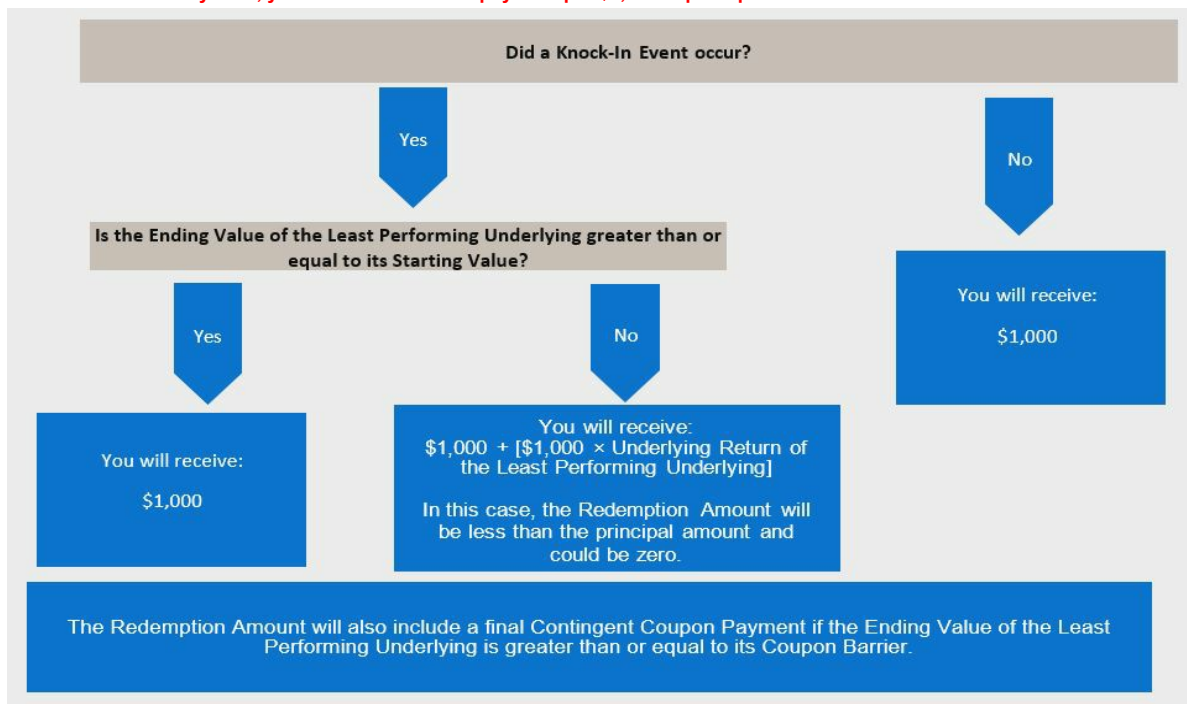 Did a Knock-In Event occur?
Yes
No
Is the Ending Value of the Least Performing Underlying greater than or
equal to its Starting Value?
Yes
No
You will receive:
$1,000
You will receive:
$1,000
You will receive:
$1,000 + [$1,000 × Underlying Return of
the Least Performing Underlying]
In this case, the Redemption Amount will
be less than the principal amount and
could be zero.
The Redemption Amount will also include a final Contingent Coupon Payment if the Ending Value of the Least
Performing Underlying is greater than or equal to its Coupon Barrier.